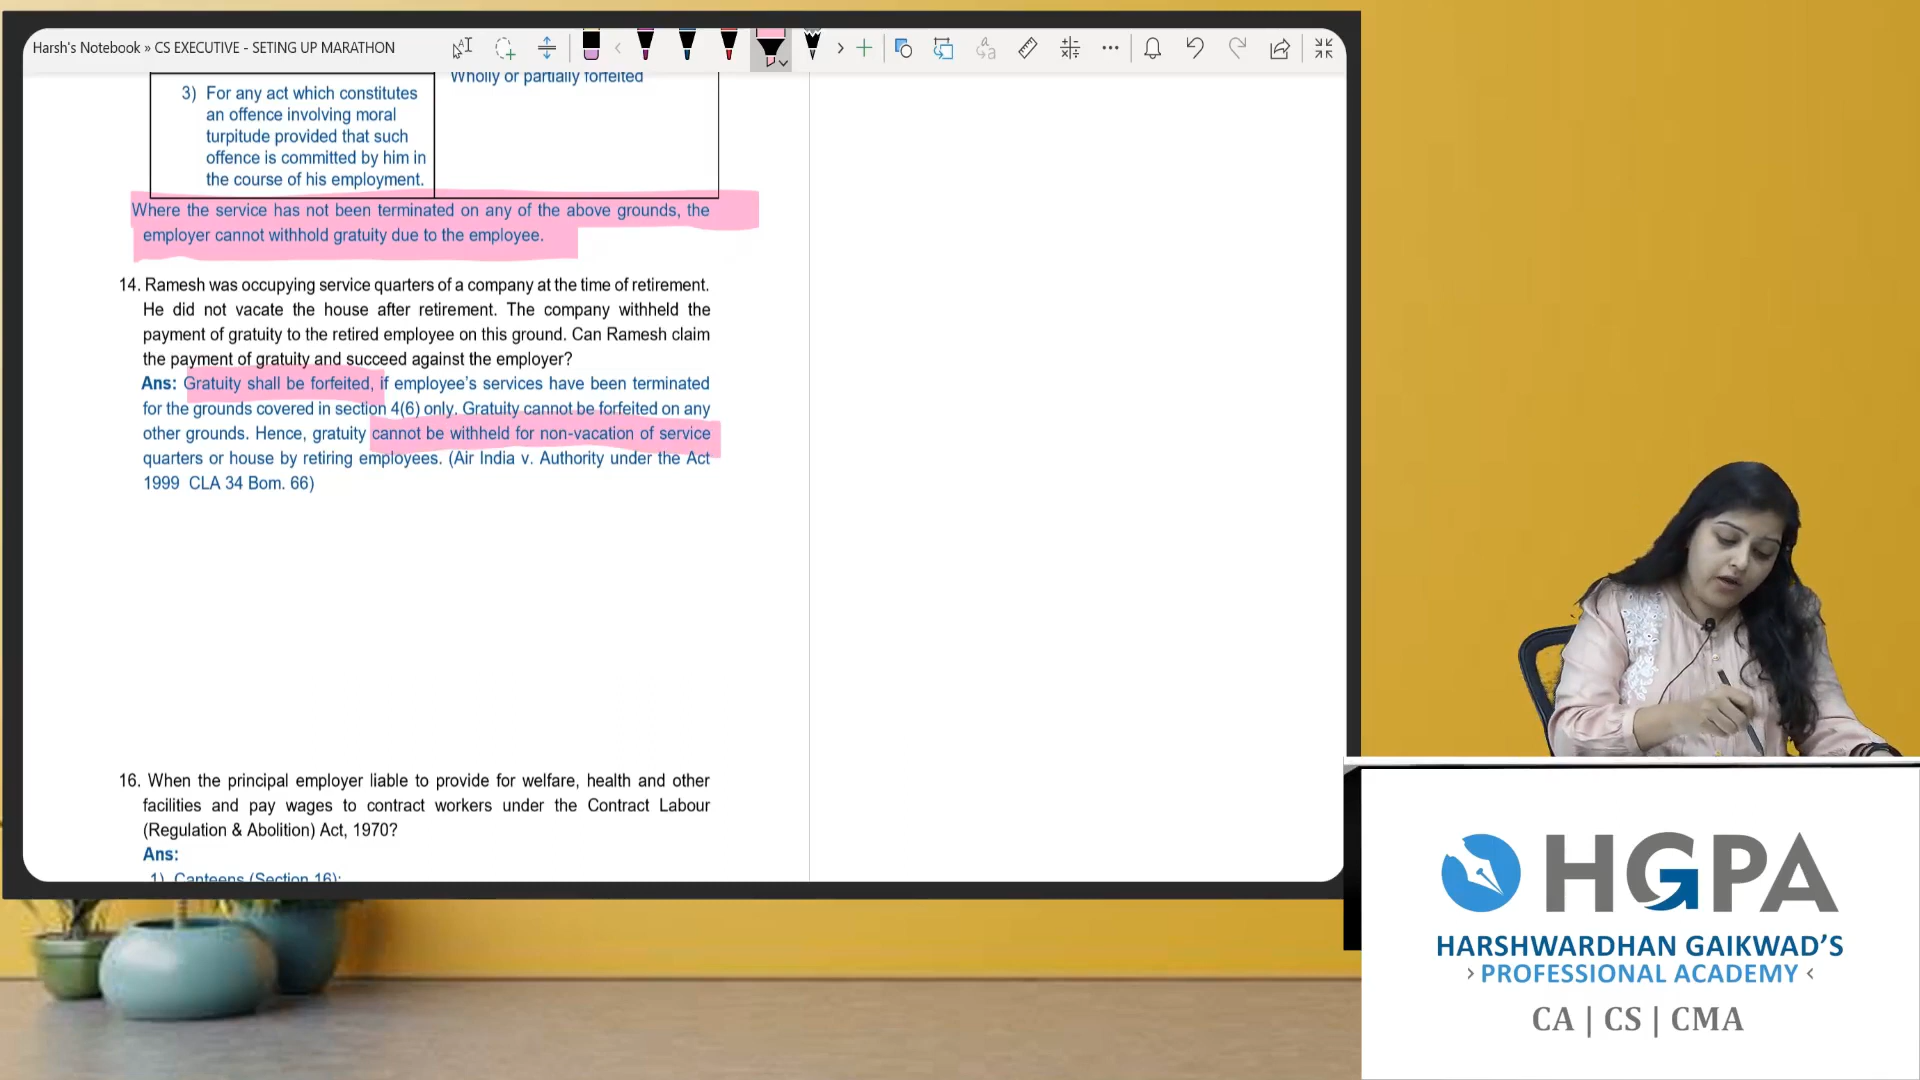 Harsh's Notebook » CS EXECUTIVE - SETING UP MARATHON
Wholly or partially forfeited
3) For any act which constitutes
an offence involving moral
turpitude provided that such
offence is committed by him in
the course of his employment.
Where the service has not been terminated on any of the above grounds, the
employer cannot withhold gratuity due to the employee.
14. Ramesh was occupying service quarters of a company at the time of retirement.
He did not vacate the house after retirement. The company withheld the
payment of gratuity to the retired employee on this ground. Can Ramesh claim
the payment of gratuity and succeed against the employer?
Ans: Gratuity shall be forfeited, if employee's services have been terminated
for the grounds covered in section 4(6) only. Gratuity cannot be forfeited on any
other grounds. Hence, gratuity cannot be withheld for non-vacation of service
quarters or house by retiring employees. (Air India v. Authority under the Act
1999 CLA 34 Bom. 66)
16. When the principal employer liable to provide for welfare, health and other
facilities and pay wages to contract workers under the Contract Labour
(Regulation & Abolition) Act, 1970?
Ans:
1) Canteens (Section 16):
HGPA
HARSHWARDHAN GAIKWAD'S
› PROFESSIONAL ACADEMY ‹
CA | CS | CMA